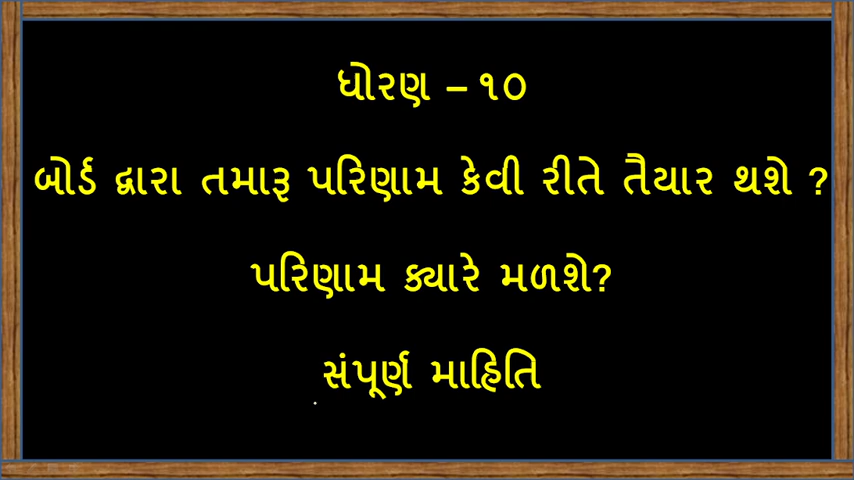 ધોરણ – ૧૦
બોર્ડ દ્વારા તમારૂ પરિણામ કેવી રીતે તૈયાર થશે ?
પરિણામ ક્યારે મળશે?
સંપૂર્ણ માહિતિ